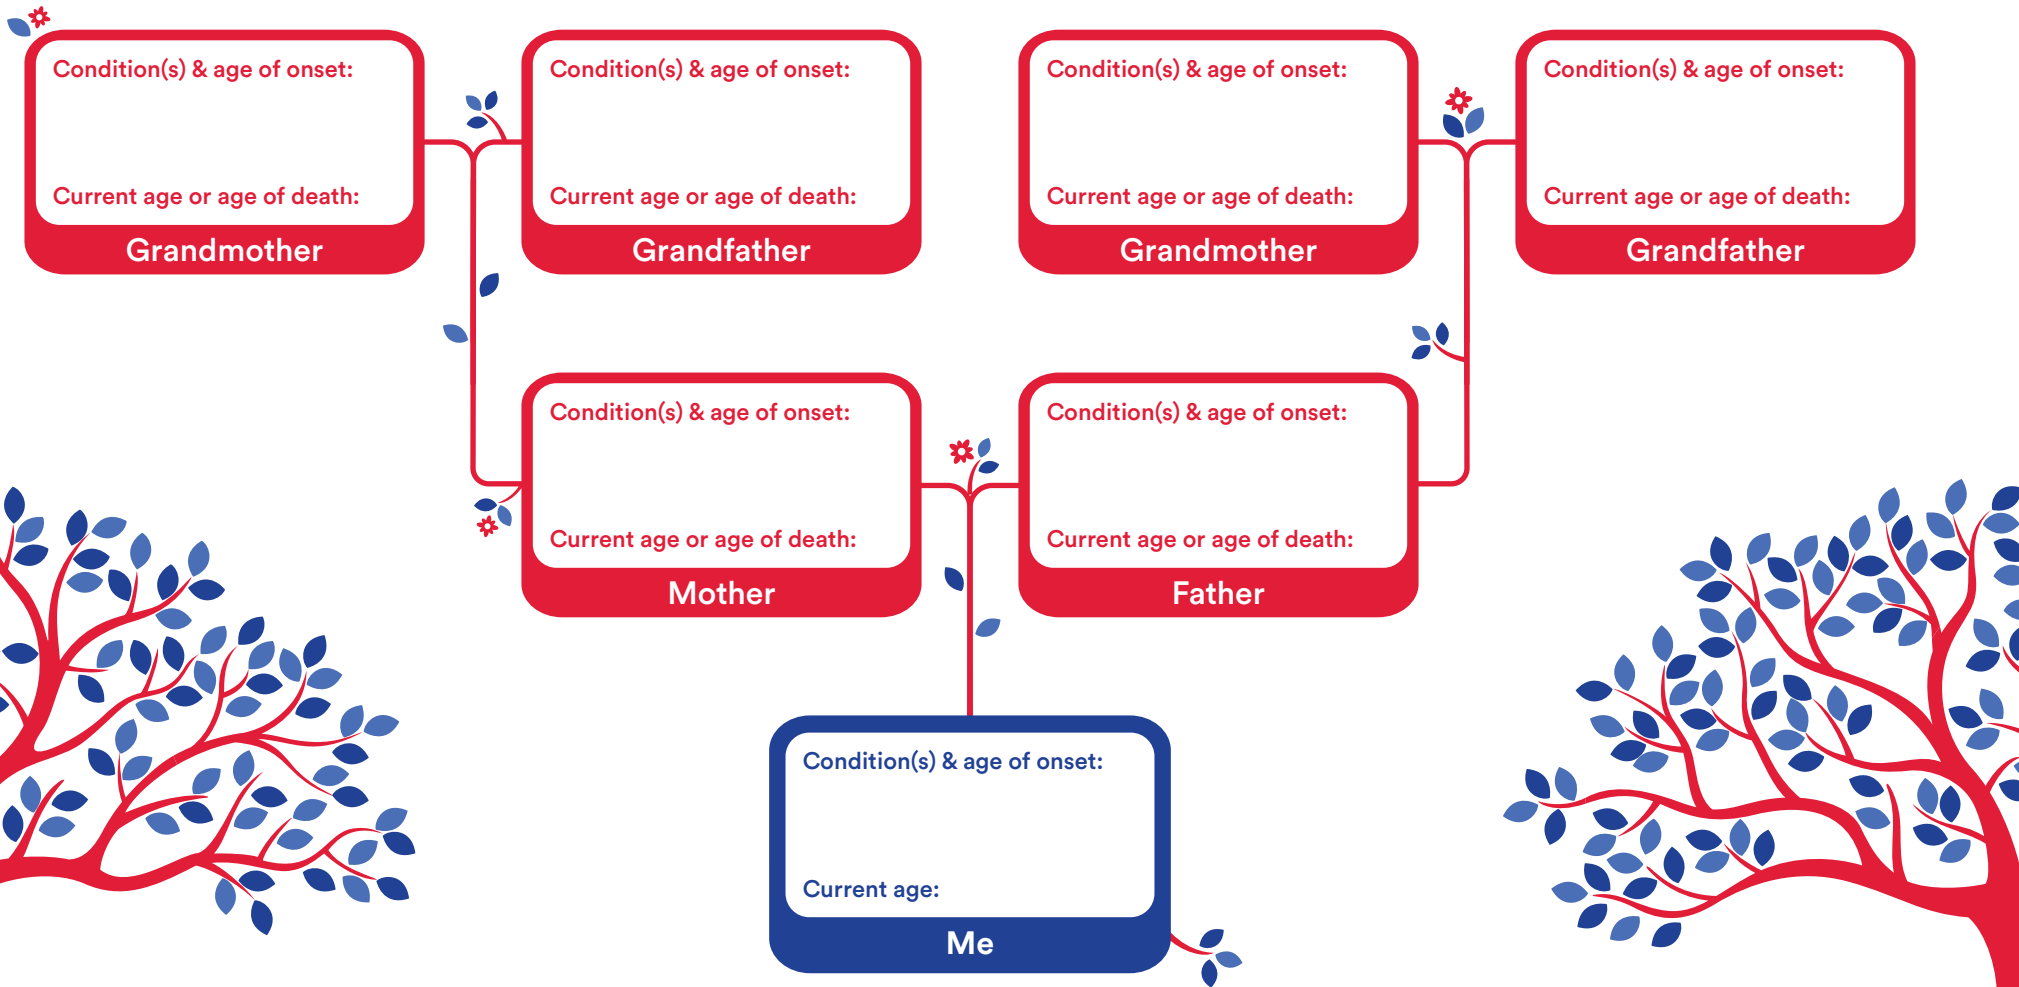 Condition(s) & age of onset:
Current age or age of death:
Grandmother
Condition(s) & age of onset:
Current age or age of death:
Grandfather
Condition(s) & age of onset:
Current age or age of death:
Grandmother
Condition(s) & age of onset:
Current age or age of death:
Grandfather
Condition(s) & age of onset:
Current age or age of death:
Mother
Condition(s) & age of onset:
Current age or age of death:
Father
Condition(s) & age of onset:
Current age:
Me